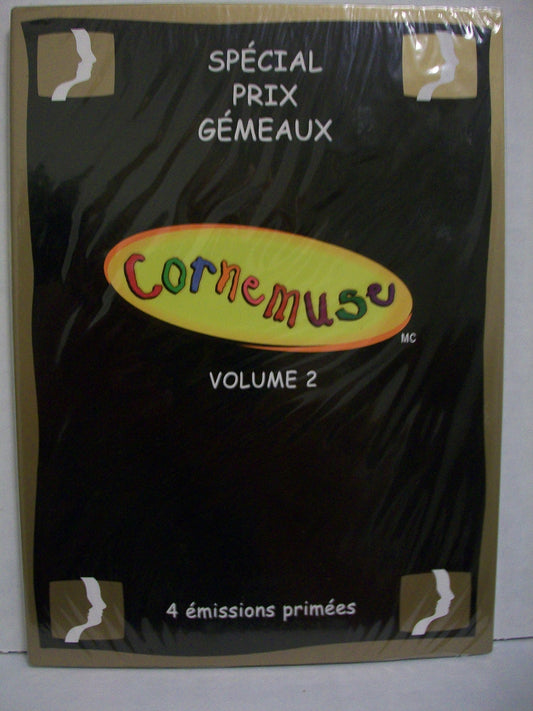 SPÉCIAL
PRIX
GÉMEAUX
Cornemuse
MC
VOLUME 2
4 émissions primées